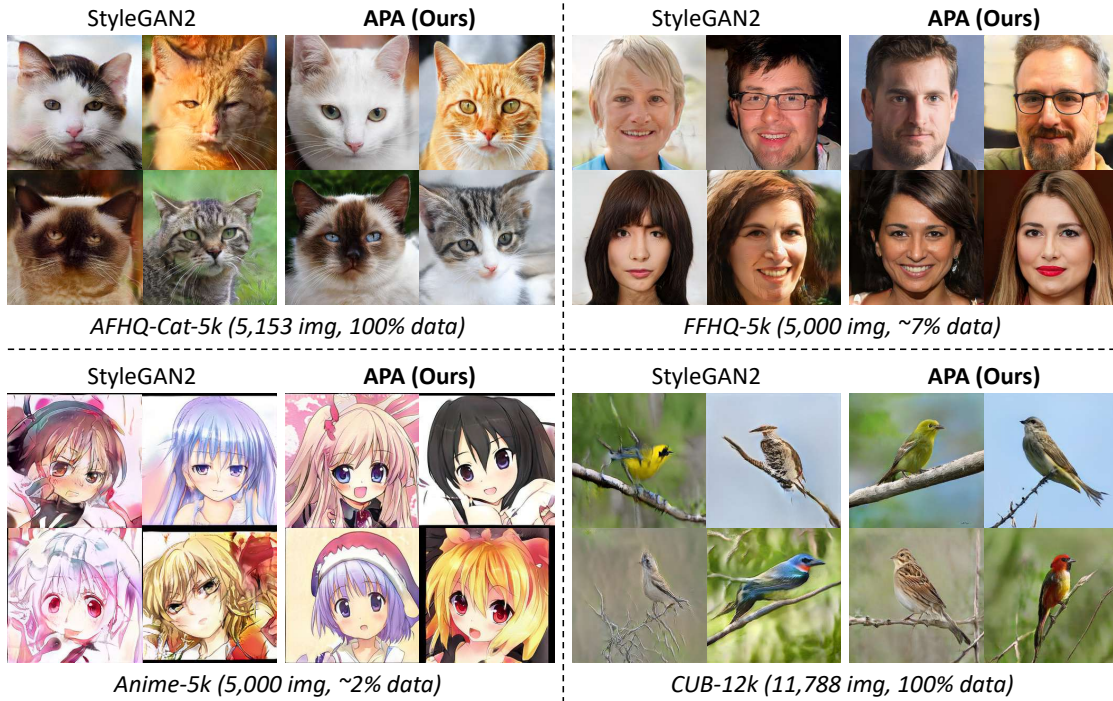 StyleGAN2
APA (Ours)
StyleGAN2
APA (Ours)
AFHQ-Cat-5k (5,153 img, 100% data)
FFHQ-5k (5,000 img, ~7% data)
StyleGAN2
APA (Ours)
StyleGAN2
APA (Ours)
Anime-5k (5,000 img, ~2% data)
CUB-12k (11,788 img, 100% data)